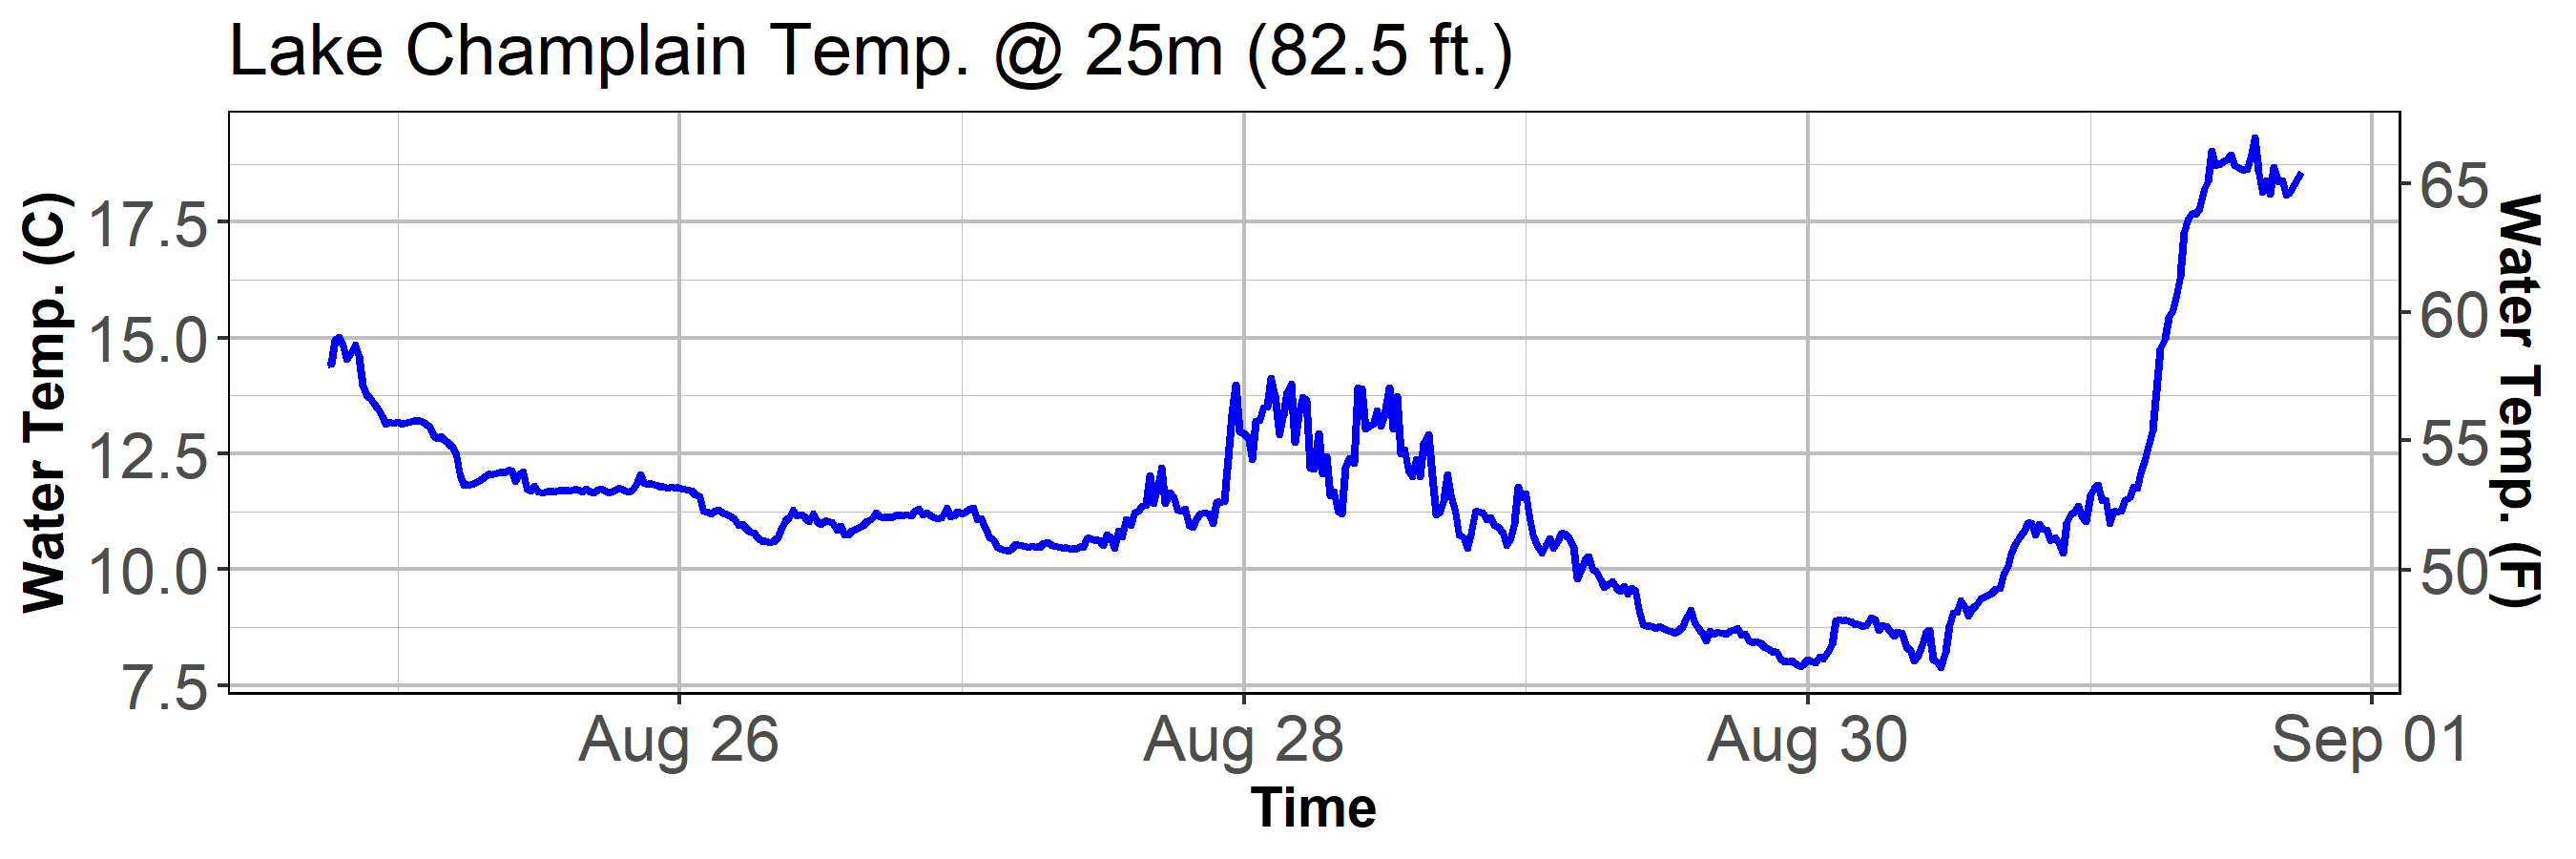 Lake Champlain Temp. @ 25m (82.5 ft.)
Water Temp. (C)
17.5
15.0
12.5
10.0
7.5
65
60
55
50
Water Temp. (F)
Aug 26
Aug 28
Aug 30
Sep 01
Time